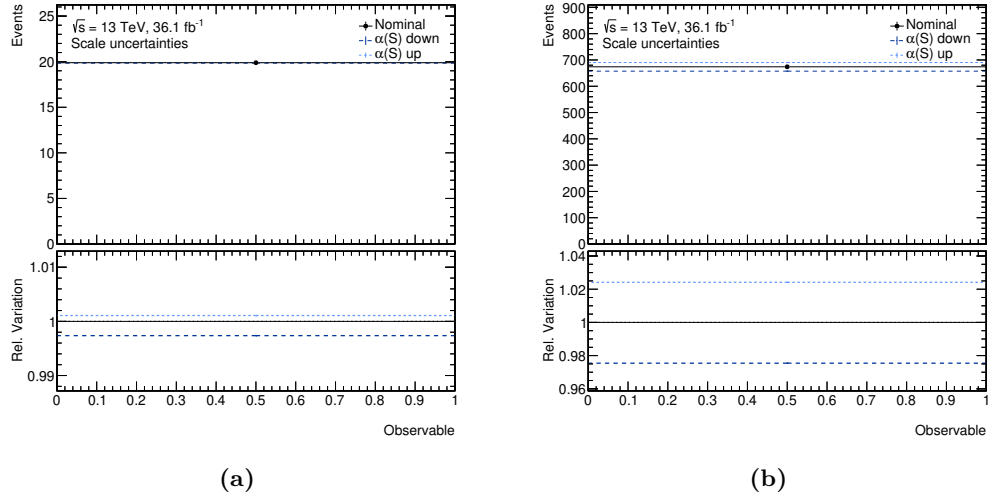 Events
25
20
15
10
5
0
√s = 13 TeV, 36.1 fb-1
Scale uncertainties
Nominal
α(S) down
α(S) up
Rel. Variation
1.01
1
0.99
0 0.1 0.2 0.3 0.4 0.5 0.6 0.7 0.8 0.9 1
Observable
(a)
Events
900
800
700
600
500
400
300
200
100
0
√s = 13 TeV, 36.1 fb-1
Scale uncertainties
Nominal
α(S) down
α(S) up
Rel. Variation
1.04
1.02
1
0.98
0.96
0 0.1 0.2 0.3 0.4 0.5 0.6 0.7 0.8 0.9 1
Observable
(b)